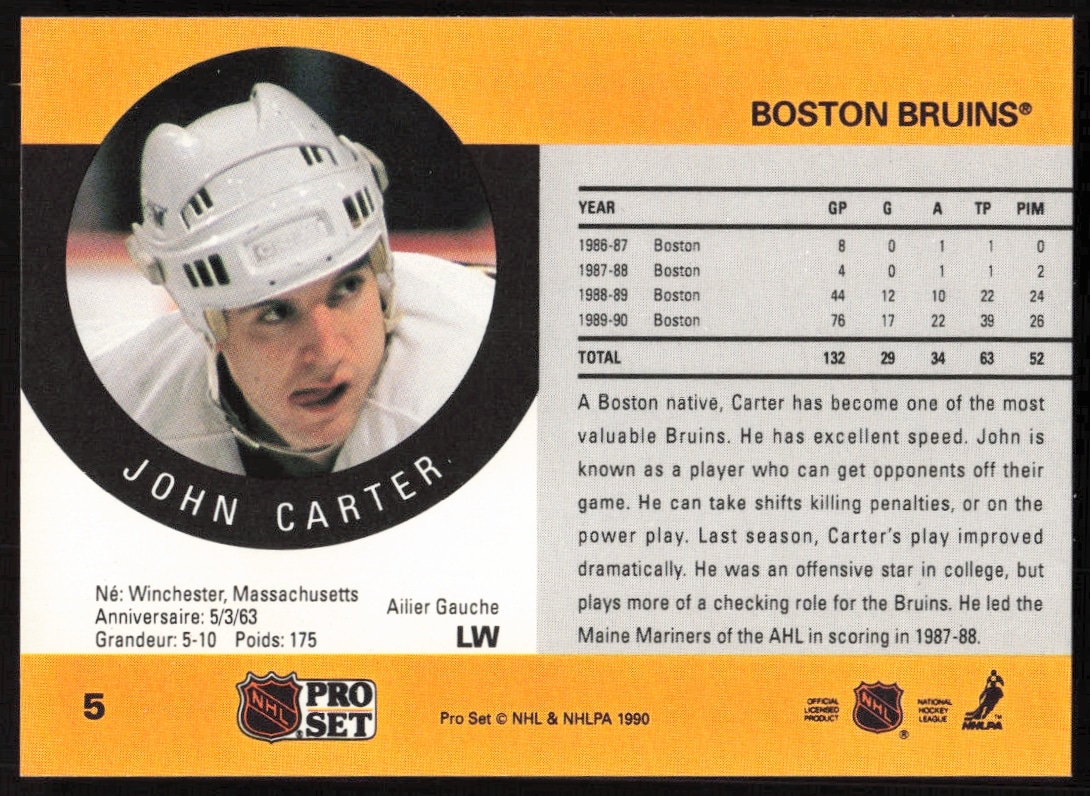 BOSTON BRUINS®
YEAR GP G A TP PIM
1986-87 Boston 8 0 1 1 0
1987-88 Boston 4 0 1 1 2
1988-89 Boston 44 12 10 22 24
1989-90 Boston 76 17 22 39 26
TOTAL 132 29 34 63 52
A Boston native, Carter has become one of the most
valuable Bruins. He has excellent speed. John is
known as a player who can get opponents off their
game. He can take shifts killing penalties, or on the
power play. Last season, Carter's play improved
dramatically. He was an offensive star in college, but
plays more of a checking role for the Bruins. He led the
Maine Mariners of the AHL in scoring in 1987-88.
JOHN CARTER
Né: Winchester, Massachusetts
Anniversaire: 5/3/63
Grandeur: 5-10 Poids: 175
Ailier Gauche
LW
5
NHL
PRO
SET
®
Pro Set © NHL & NHLPA 1990
OFFICIAL
LICENSED
PRODUCT
NHL
®
NATIONAL
HOCKEY
LEAGUE
NHLPA
™